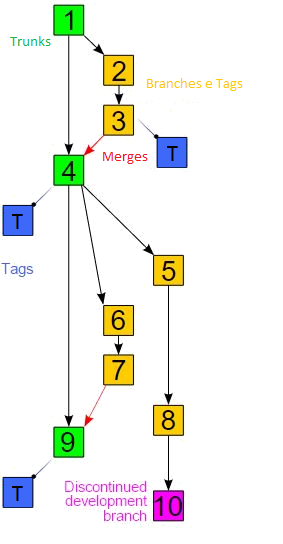 1
Trunks
2
Branches e Tags
3
Merges
T
4
T
Tags
5
6
7
8
9
T
Discontinued
development
branch
10